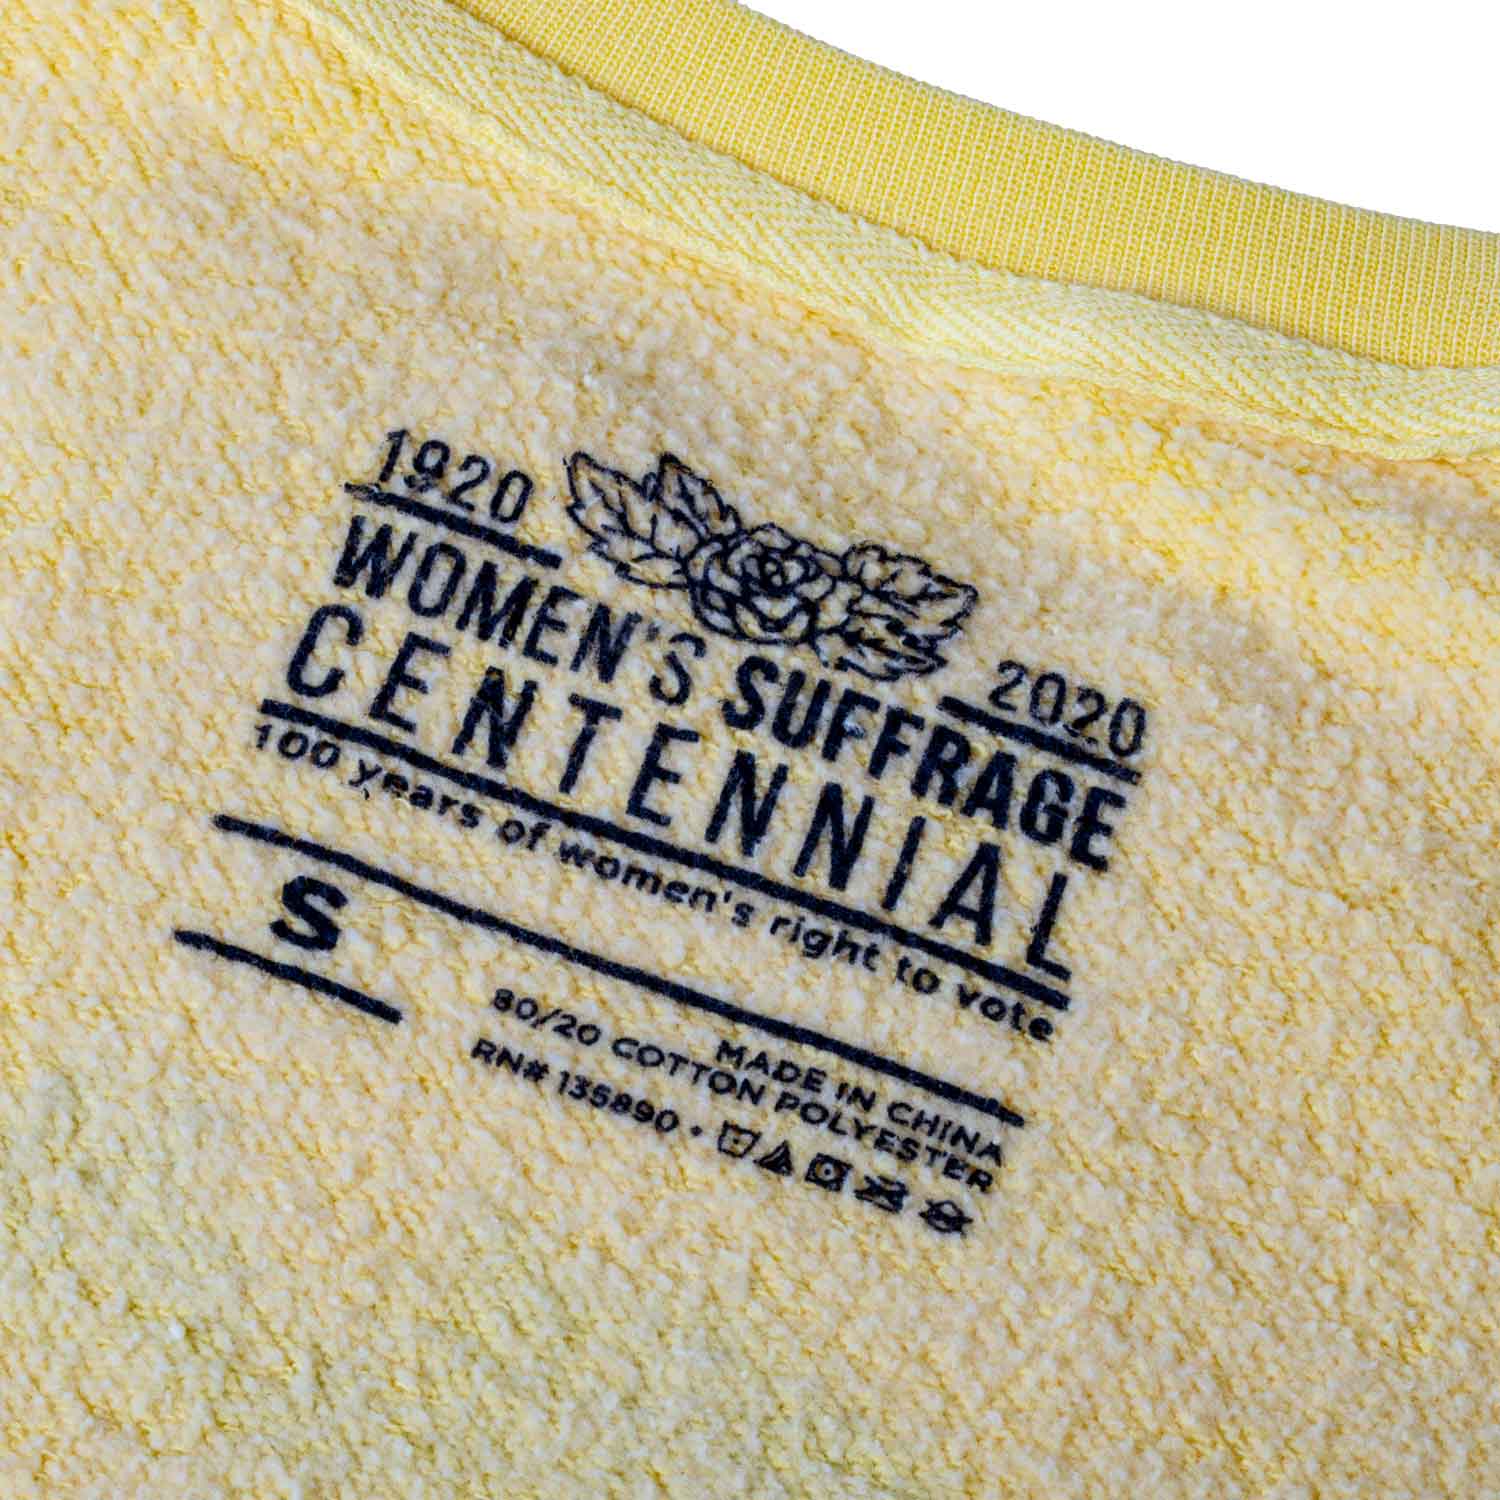 1920
2020
WOMEN'S SUFFRAGE
CENTENNIAL
100 years of women's right to vote
S
MADE IN CHINA
80/20 COTTON POLYESTER
RN# 135890 •